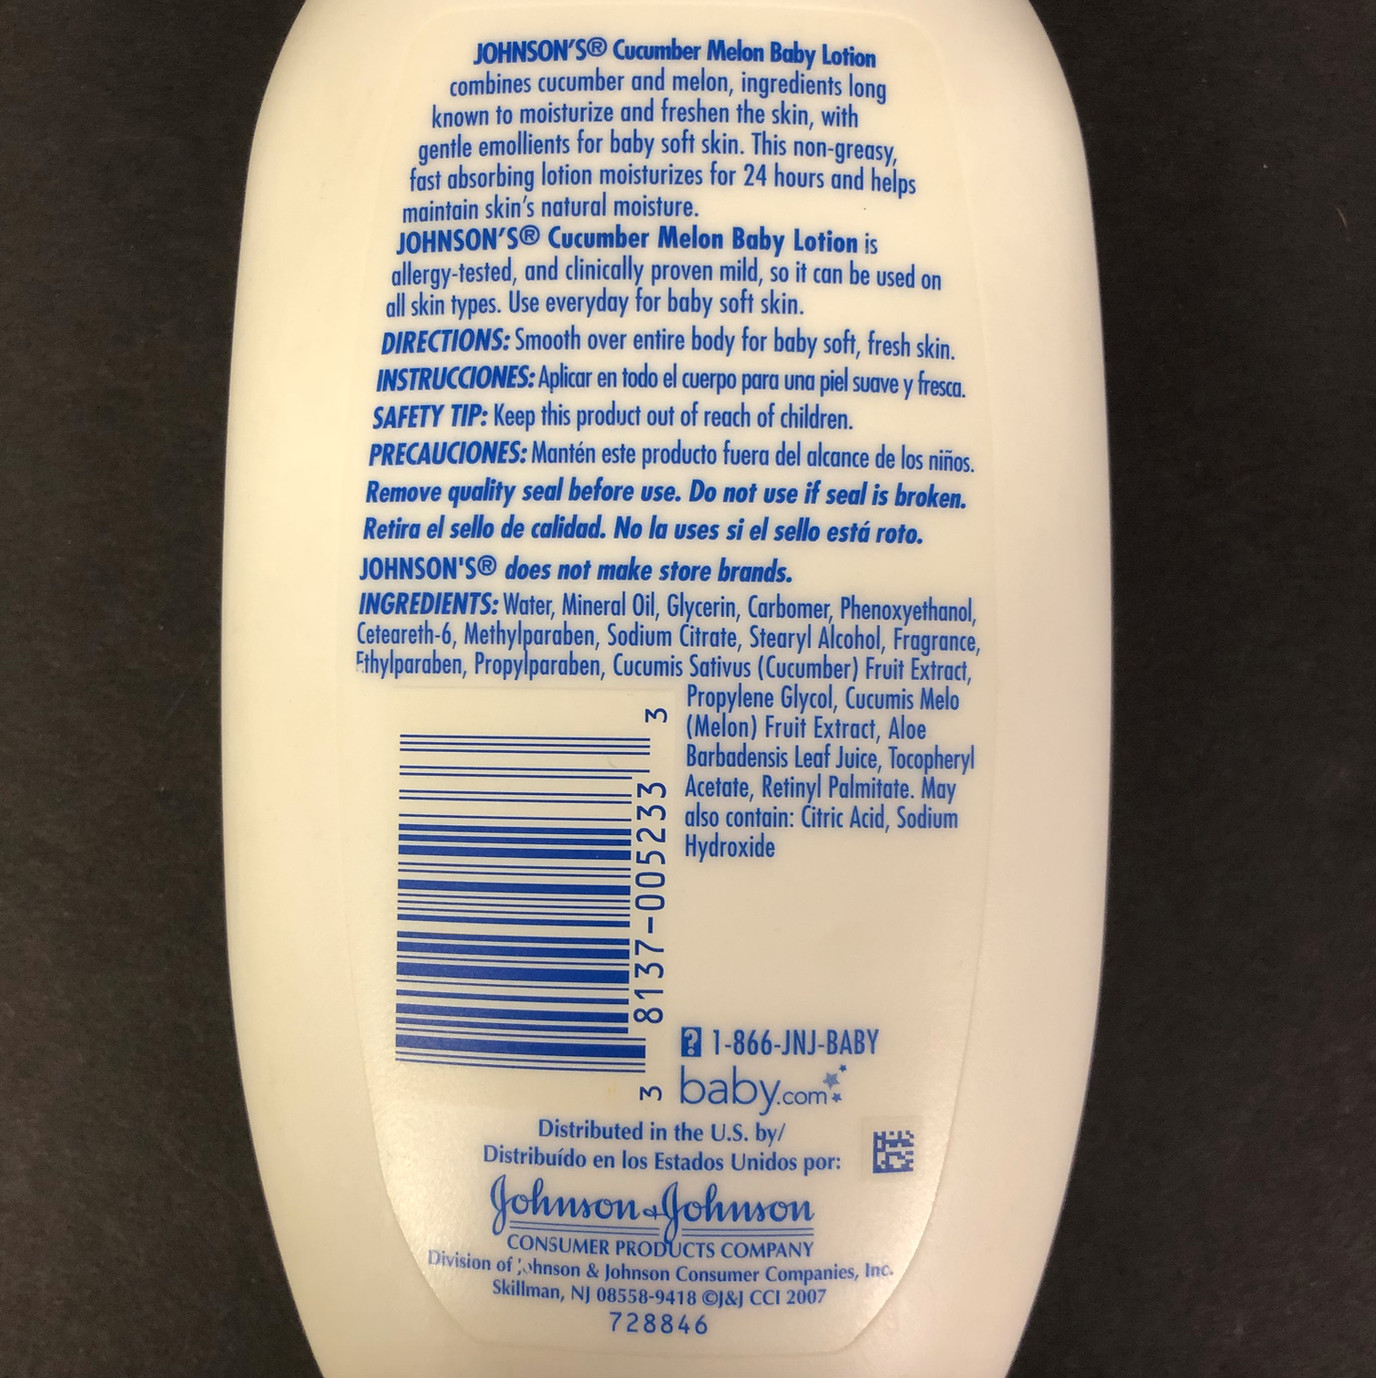 JOHNSON'S® Cucumber Melon Baby Lotion
combines cucumber and melon, ingredients long
known to moisturize and freshen the skin, with
gentle emollients for baby soft skin. This non-greasy,
fast absorbing lotion moisturizes for 24 hours and helps
maintain skin's natural moisture.
JOHNSON'S® Cucumber Melon Baby Lotion is
allergy-tested, and clinically proven mild, so it can be used on
all skin types. Use everyday for baby soft skin.
DIRECTIONS: Smooth over entire body for baby soft, fresh skin.
INSTRUCCIONES: Aplicar en todo el cuerpo para una piel suave y fresca.
SAFETY TIP: Keep this product out of reach of children.
PRECAUCIONES: Mantén este producto fuera del alcance de los niños.
Remove quality seal before use. Do not use if seal is broken.
Retira el sello de calidad. No la uses si el sello está roto.
JOHNSON'S® does not make store brands.
INGREDIENTS: Water, Mineral Oil, Glycerin, Carbomer, Phenoxyethanol,
Ceteareth-6, Methylparaben, Sodium Citrate, Stearyl Alcohol, Fragrance,
Ethylparaben, Propylparaben, Cucumis Sativus (Cucumber) Fruit Extract,
Propylene Glycol, Cucumis Melo
(Melon) Fruit Extract, Aloe
Barbadensis Leaf Juice, Tocopheryl
Acetate, Retinyl Palmitate. May
also contain: Citric Acid, Sodium
Hydroxide
3 8137-005233 3
? 1-866-JNJ-BABY
baby.com
Distributed in the U.S. by/
Distribuído en los Estados Unidos por:
Johnson & Johnson
CONSUMER PRODUCTS COMPANY
Division of Johnson & Johnson Consumer Companies, Inc.
Skillman, NJ 08558-9418 ©J&J CCI 2007
728846